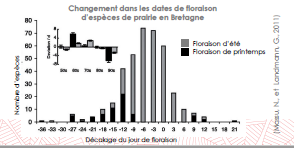 Changement dans les dates de floraison
d'espèces de prairie en Bretagne
80
70
60
50
40
30
20
10
0
Nombre d'espèces
50s 60s 70s 80s 90s
Floraison d'été
Floraison de printemps
-36 -33 -30 -27 -24 -21 -18 -15 -12 -9 -6 -3 0 3 6 9 12 15 18 21
Décalage du jour de floraison
(Massu, N., et Landmann, G., 2011)